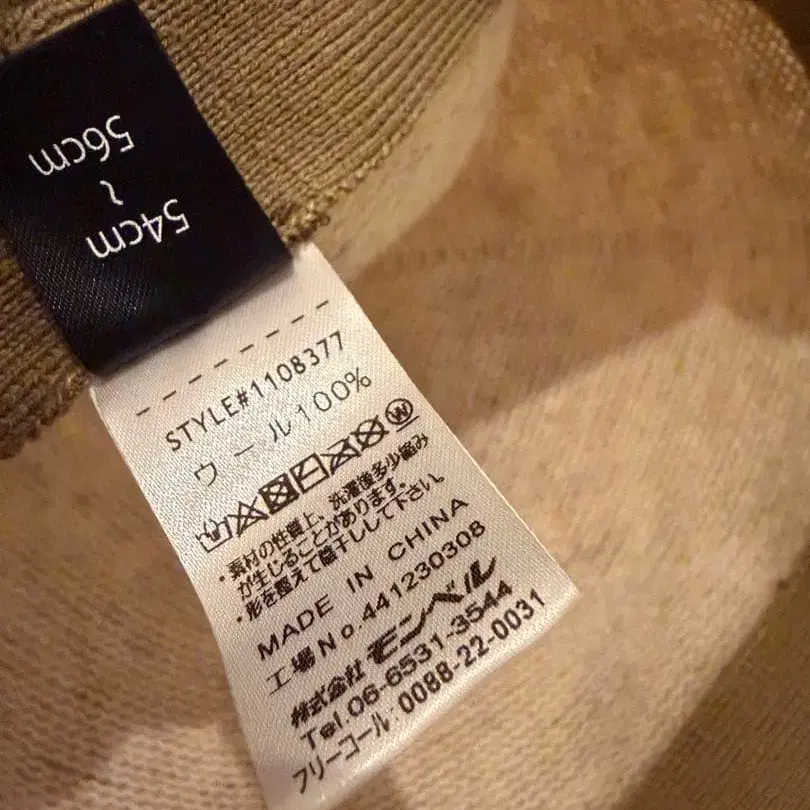 54cm
~
56cm
STYLE#1108377
ウール100%
W
・素材の性質上、洗濯後多少縮み
が生じることがあります。
・形を整えて陰干しして下さい。
MADE IN CHINA
工場No.441230308
株式会社 モンベル
Tel.06-6531-3544
フリーコール:0088-22-0031